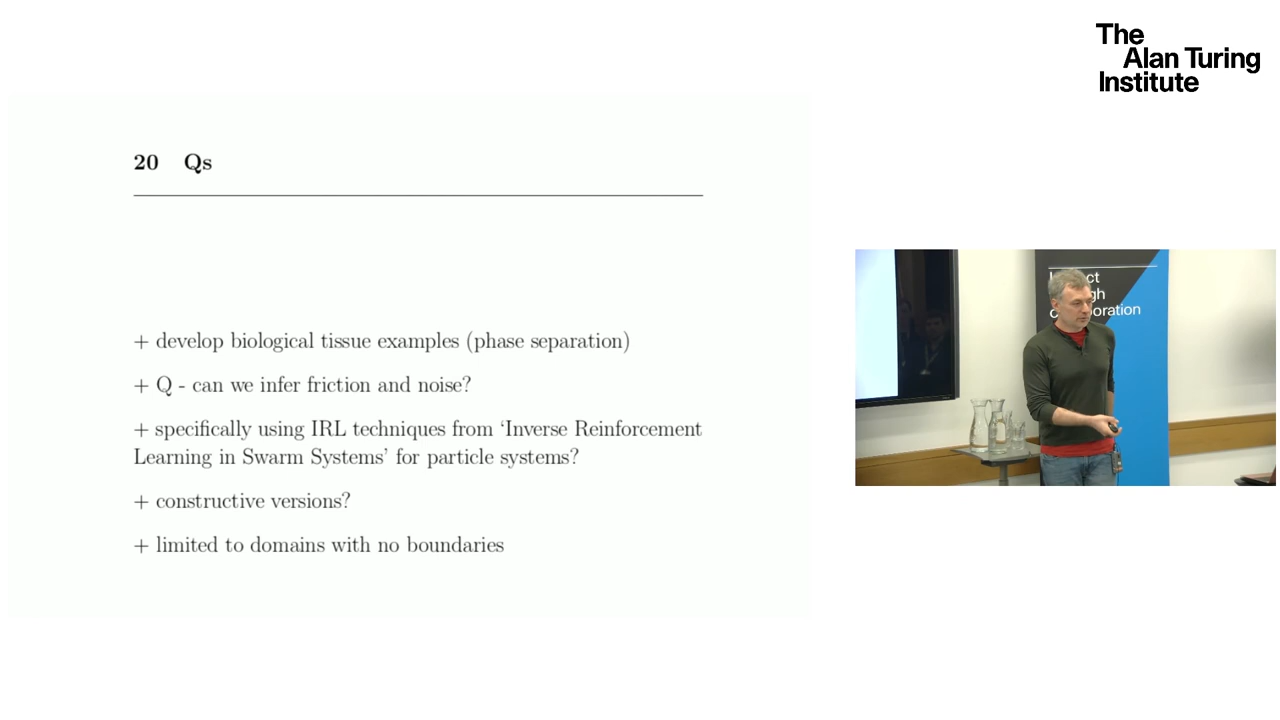 The
Alan Turing
Institute
20 Qs
+ develop biological tissue examples (phase separation)
+ Q - can we infer friction and noise?
+ specifically using IRL techniques from ‘Inverse Reinforcement
Learning in Swarm Systems’ for particle systems?
+ constructive versions?
+ limited to domains with no boundaries